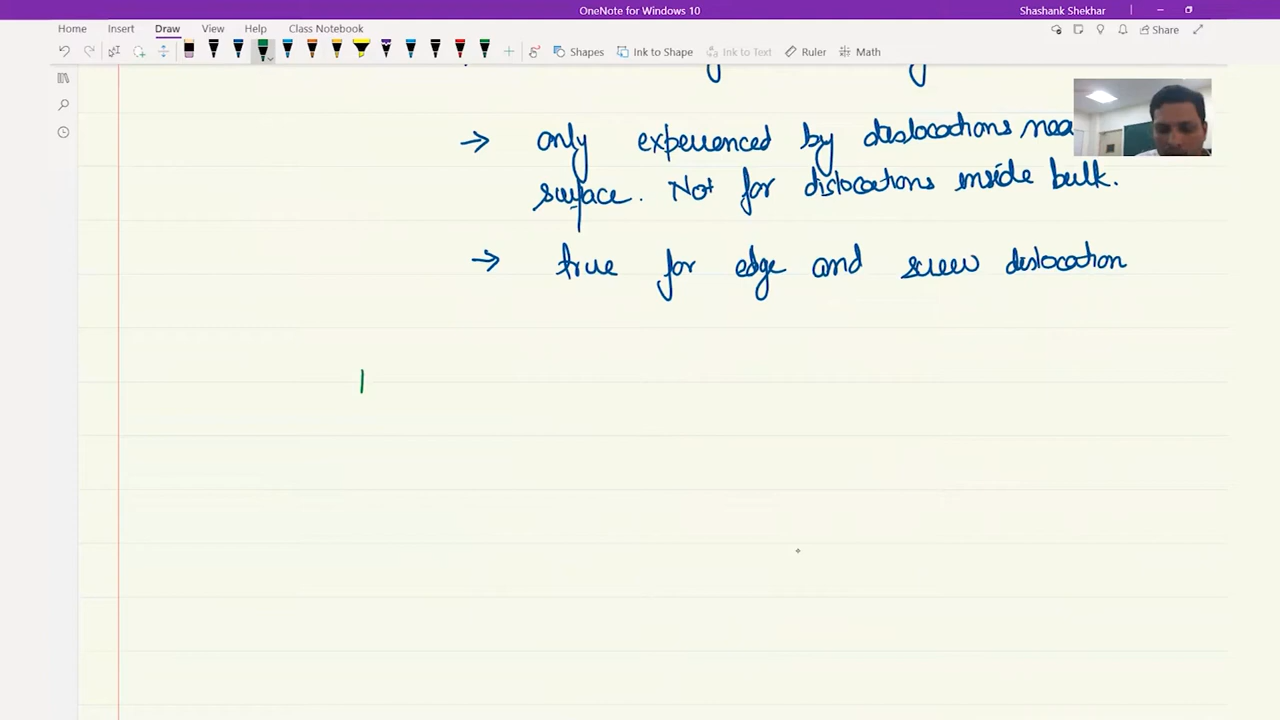 OneNote for Windows 10
Shashank Shekhar
Home Insert Draw View Help Class Notebook
Share
Shapes Ink to Shape Ink to Text Ruler Math
→ only experienced by dislocations
surface. Not for dislocations inside bulk.
→ true for edge and screw dislocation